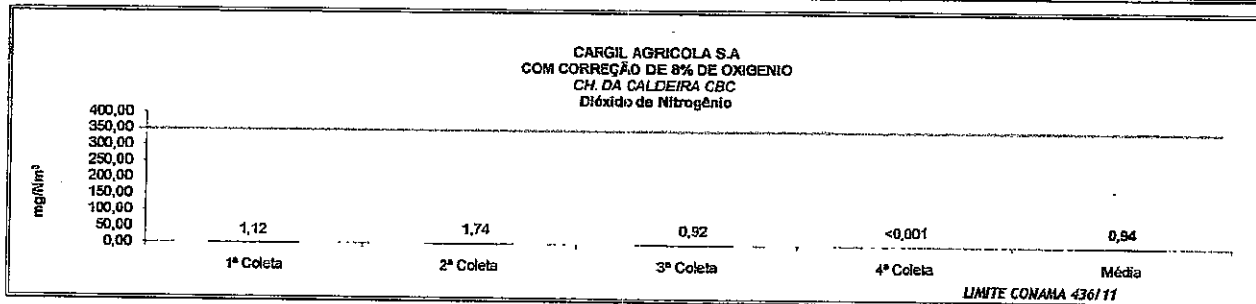 CARGIL AGRICOLA S.A
COM CORREÇÃO DE 8% DE OXIGENIO
CH. DA CALDEIRA CBC
Dióxido de Nitrogênio
mg/Nm³
400,00
350,00
300,00
250,00
200,00
150,00
100,00
50,00
0,00
1,12
1,74
0,92
<0,001
0,94
1ª Coleta
2ª Coleta
3ª Coleta
4ª Coleta
Média
LIMITE CONAMA 436/11